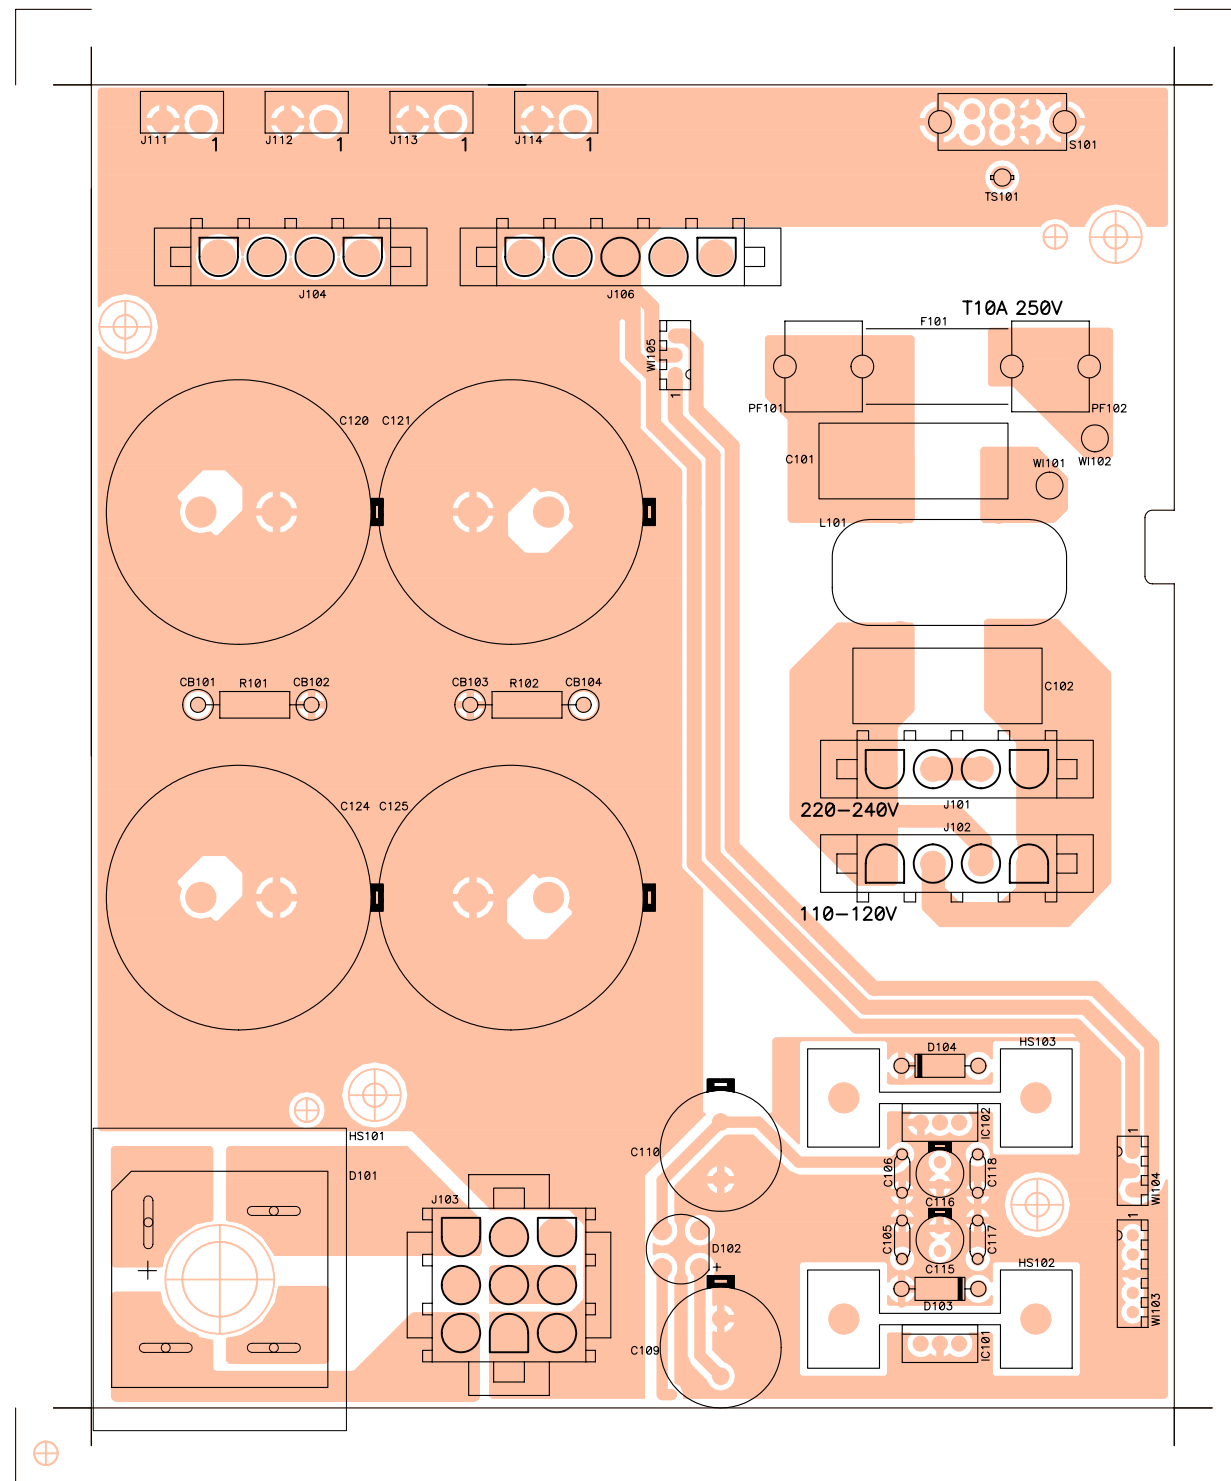 J111 1 J112 1 J113 1 J114 1 S101
TS101
J104 J106
T10A 250V
F101
WI105
1
PF101 PF102
C120 C121
C101 WI101 WI102
L101
CB101 R101 CB102 CB103 R102 CB104
C102
J101
220-240V
C124 C125
J102
110-120V
D104 HS103
IC102
HS101
C110
1
D101
C106 C118
WI104
J103
C116
1
C105 C117
D102
+
+
C115 HS102
D103
WI103
C109
IC101